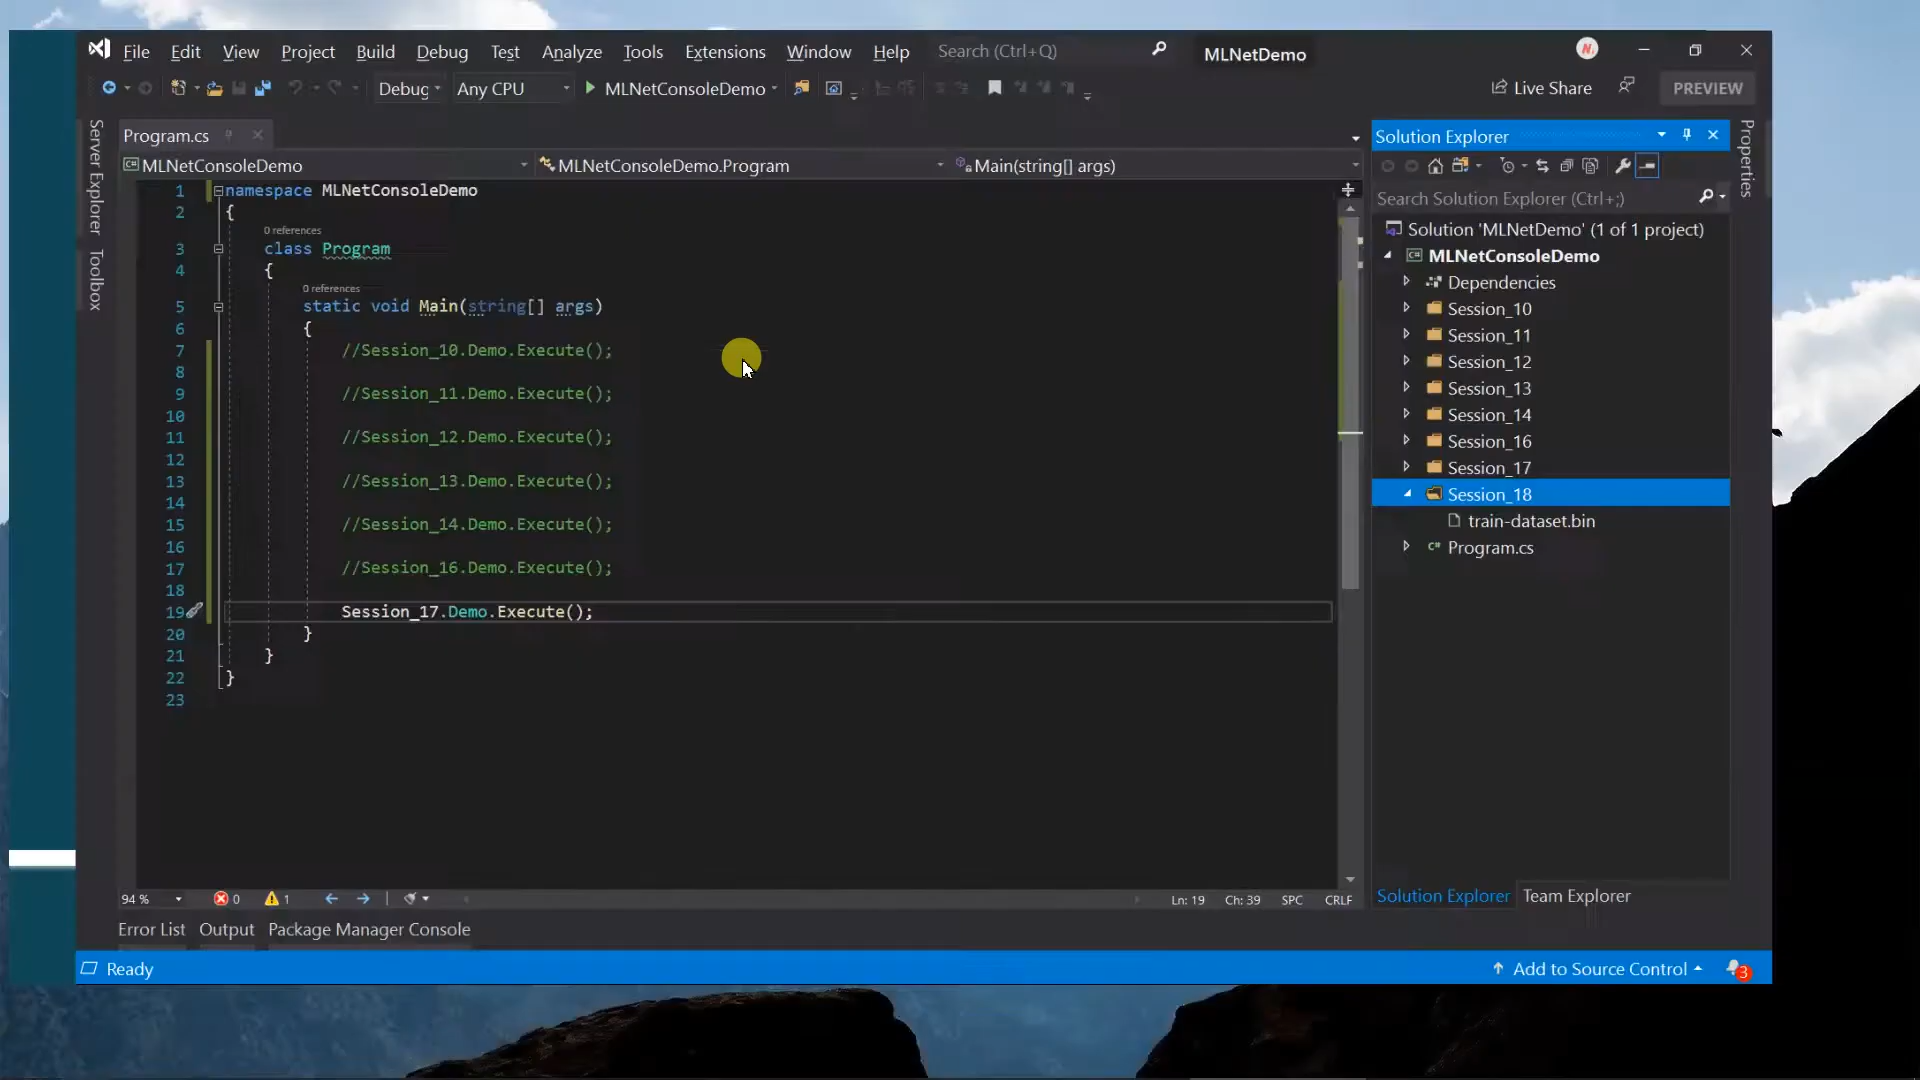 File Edit View Project Build Debug Test Analyze Tools Extensions Window Help Search (Ctrl+Q) MLNetDemo
Debug Any CPU MLNetConsoleDemo Live Share PREVIEW
Server Explorer
Toolbox
Program.cs
MLNetConsoleDemo MLNetConsoleDemo.Program Main(string[] args)
1 namespace MLNetConsoleDemo
2 {
0 references
3 class Program
4 {
0 references
5 static void Main(string[] args)
6 {
7 //Session_10.Demo.Execute();
8
9 //Session_11.Demo.Execute();
10
11 //Session_12.Demo.Execute();
12
13 //Session_13.Demo.Execute();
14
15 //Session_14.Demo.Execute();
16
17 //Session_16.Demo.Execute();
18
19 Session_17.Demo.Execute();
20 }
21 }
22 }
23
94 % 0 1 Ln: 19 Ch: 39 SPC CRLF
Error List Output Package Manager Console
Solution Explorer
Search Solution Explorer (Ctrl+;)
Solution 'MLNetDemo' (1 of 1 project)
MLNetConsoleDemo
Dependencies
Session_10
Session_11
Session_12
Session_13
Session_14
Session_16
Session_17
Session_18
train-dataset.bin
C# Program.cs
Solution Explorer Team Explorer
Properties
Ready Add to Source Control 3